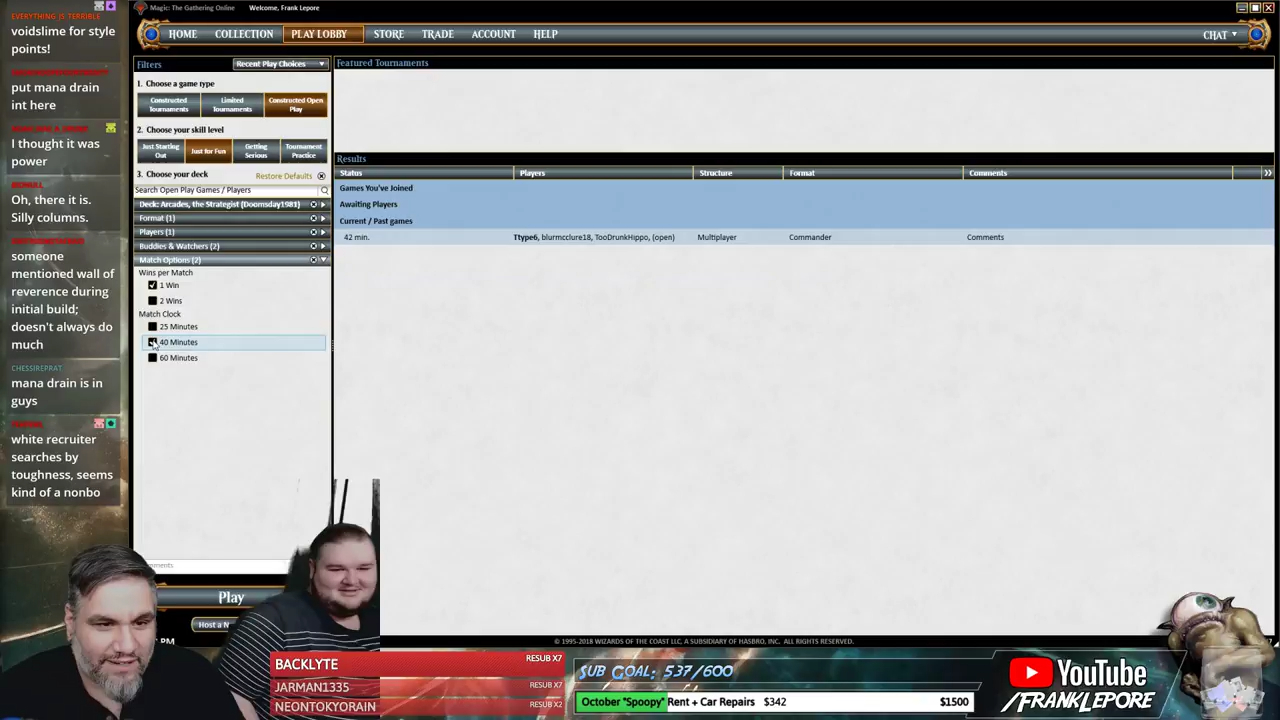 EVERYTHING_IS_TERRIBLE
voidslime for style
points!
put mana drain
int here
I thought it was
power
Oh, there it is.
Silly columns.
someone
mentioned wall of
reverence during
initial build;
doesn't always do
much
CHESSIREPRAT
mana drain is in
guys
white recruiter
searches by
toughness, seems
kind of a nonbo
Magic: The Gathering Online
Welcome, Frank Lepore
HOME
COLLECTION
PLAY LOBBY
STORE
TRADE
ACCOUNT
HELP
CHAT
Filters
Recent Play Choices
1. Choose a game type
Constructed
Tournaments
Limited
Tournaments
Constructed Open
Play
2. Choose your skill level
Just Starting
Out
Just for Fun
Getting
Serious
Tournament
Practice
3. Choose your deck
Restore Defaults
Search Open Play Games / Players
Deck: Arcades, the Strategist (Doomsday1981)
Format (1)
Players (1)
Buddies & Watchers (2)
Match Options (2)
Wins per Match
1 Win
2 Wins
Match Clock
25 Minutes
40 Minutes
60 Minutes
Play
Host a N
Featured Tournaments
Results
Status Players Structure Format Comments
Games You've Joined
Awaiting Players
Current / Past games
42 min. Ttype6, blurmcclure18, TooDrunkHippo, (open) Multiplayer Commander Comments
© 1995-2018 WIZARDS OF THE COAST LLC, A SUBSIDIARY OF HASBRO, INC. ALL RIGHTS RESERVED.
BACKLYTE RESUB X7
JARMAN1335 RESUB X7
NEONTOKYORAIN RESUB X2
SUB GOAL: 537/600
October "Spoopy" Rent + Car Repairs $342 $1500
YouTube
/FRANKLEPORE